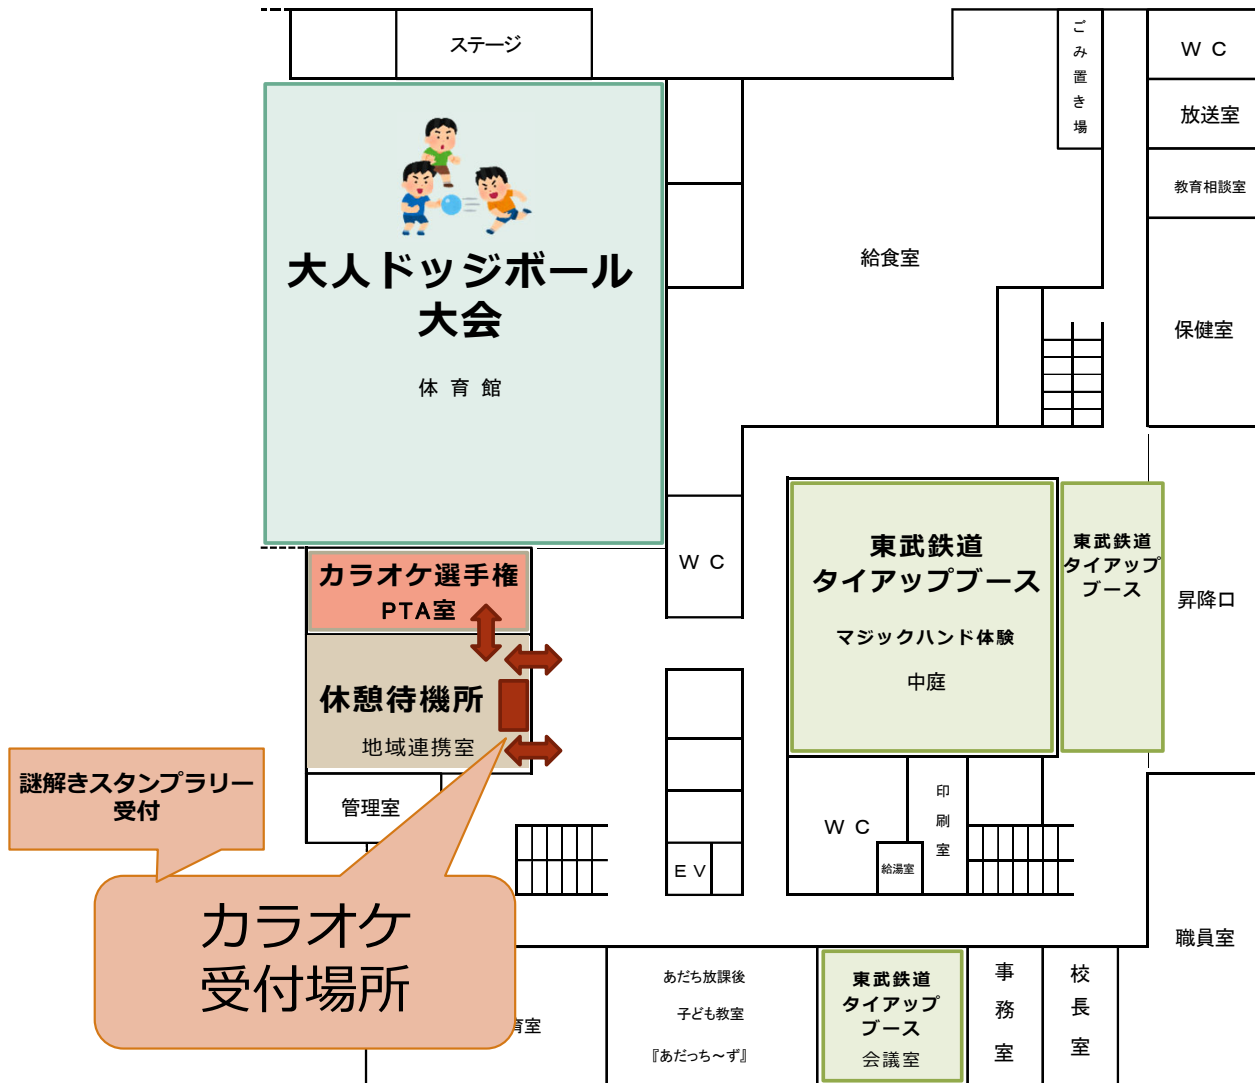 ステージ
ごみ置き場
ＷＣ
放送室
教育相談室
給食室
保健室
大人ドッジボール
大会
体育館
ＷＣ
東武鉄道
タイアップブース
マジックハンド体験
中庭
東武鉄道
タイアップ
ブース
昇降口
カラオケ選手権
PTA室
休憩待機所
地域連携室
謎解きスタンプラリー
受付
管理室
カラオケ
受付場所
ＥＶ
ＷＣ
印刷室
給湯室
職員室
育室
あだち放課後
子ども教室
『あだっち～ず』
東武鉄道
タイアップ
ブース
会議室
事務室
校長室